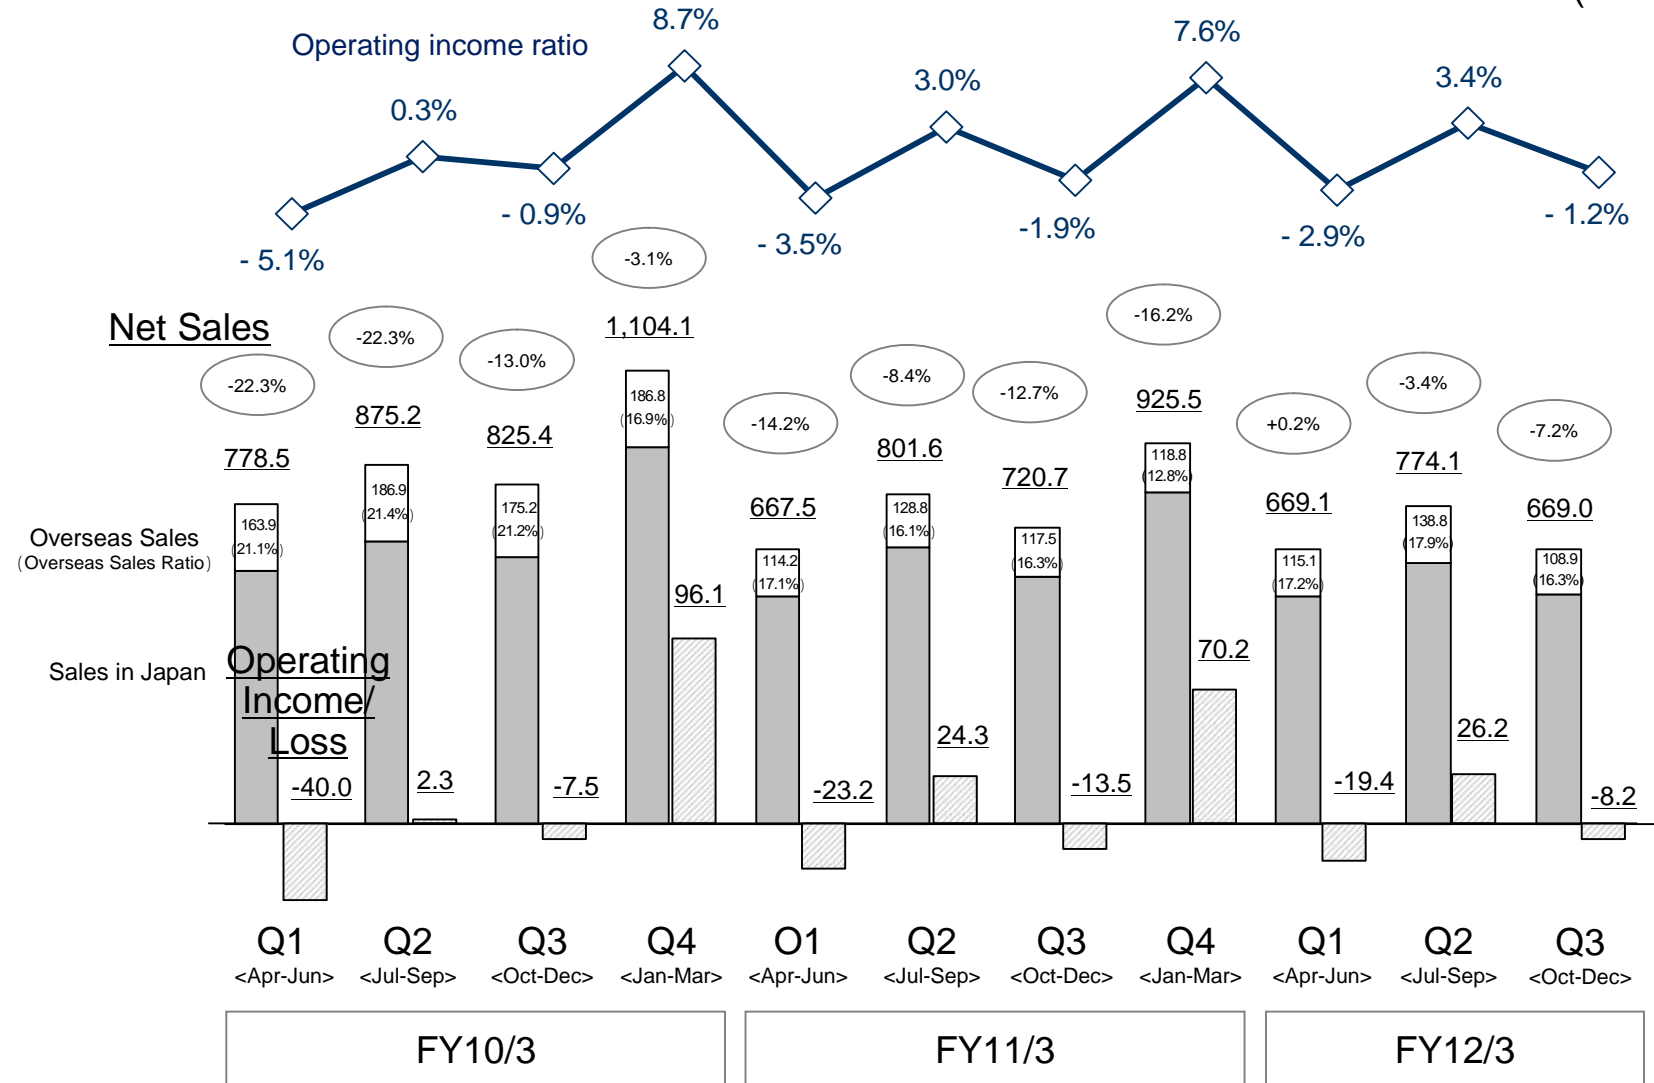 (
8.7%
7.6%
Operating income ratio
3.0%
3.4%
0.3%
- 0.9%
- 3.5%
-1.9%
- 2.9%
- 1.2%
- 5.1%
-3.1%
Net Sales
-22.3%
-22.3%
-13.0%
-14.2%
-8.4%
-12.7%
-16.2%
+0.2%
-3.4%
-7.2%
778.5
875.2
825.4
1,104.1
667.5
801.6
720.7
925.5
669.1
774.1
669.0
Overseas Sales
(Overseas Sales Ratio)
163.9
(21.1%)
186.9
(21.4%)
175.2
(21.2%)
186.8
(16.9%)
114.2
(17.1%)
128.8
(16.1%)
117.5
(16.3%)
118.8
(12.8%)
115.1
(17.2%)
138.8
(17.9%)
108.9
(16.3%)
Sales in Japan
Operating
Income/
Loss
-40.0
2.3
-7.5
96.1
-23.2
24.3
-13.5
70.2
-19.4
26.2
-8.2
Q1
<Apr-Jun>
Q2
<Jul-Sep>
Q3
<Oct-Dec>
Q4
<Jan-Mar>
O1
<Apr-Jun>
Q2
<Jul-Sep>
Q3
<Oct-Dec>
Q4
<Jan-Mar>
Q1
<Apr-Jun>
Q2
<Jul-Sep>
Q3
<Oct-Dec>
FY10/3
FY11/3
FY12/3